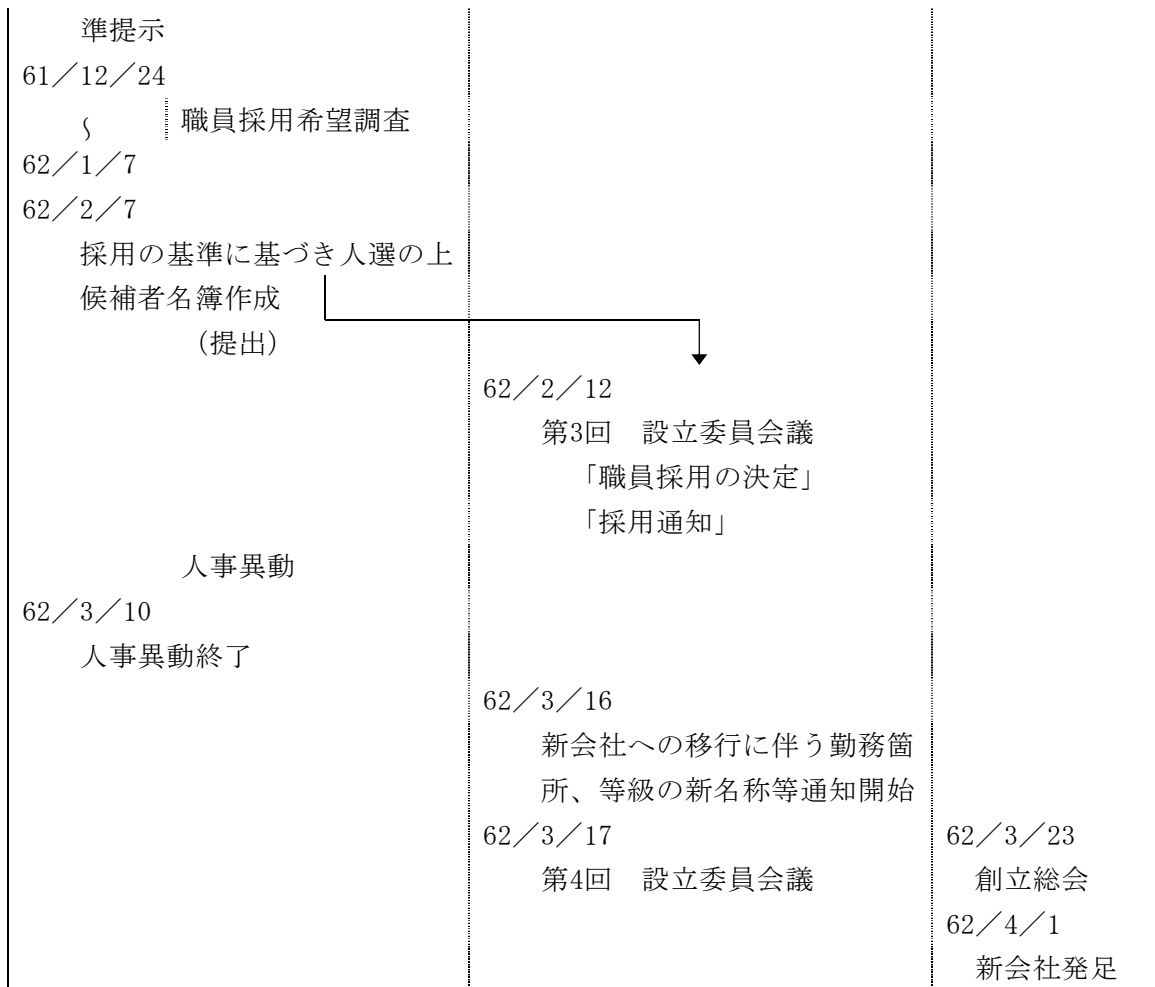 準提示
61／12／24
～ 職員採用希望調査
62／1／7
62／2／7
採用の基準に基づき人選の上
候補者名簿作成
（提出）
62／2／12
第3回　設立委員会議
「職員採用の決定」
「採用通知」
人事異動
62／3／10
人事異動終了
62／3／16
新会社への移行に伴う勤務箇
所、等級の新名称等通知開始
62／3／17
第4回　設立委員会議
62／3／23
創立総会
62／4／1
新会社発足